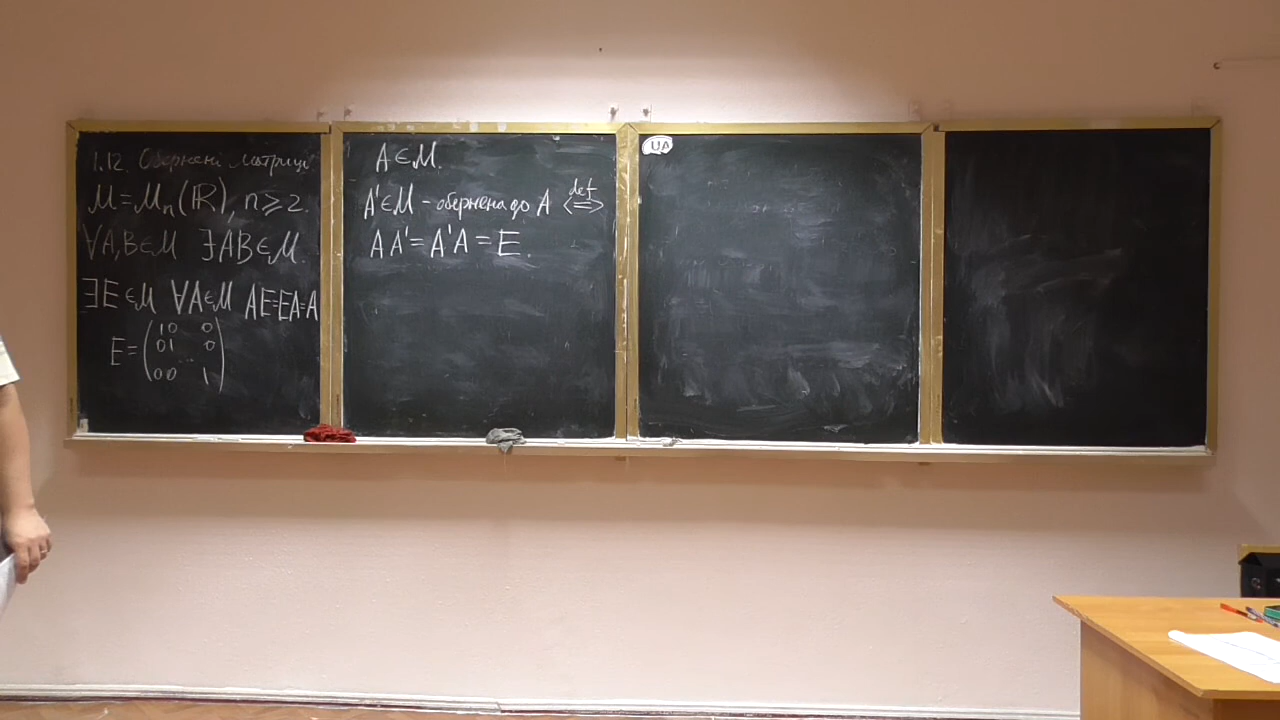 1.12. Обернені матриці
M = Mₙ(ℝ), n ⩾ 2.
∀A,B∈M ∃AB∈M.
∃E∈M ∀A∈M AE=EA=A
E = (1 0 0
0 1 0
...
0 0 1)
A∈M.
A'∈M – обернена до A ⟺ def
AA' = A'A = E.
UA